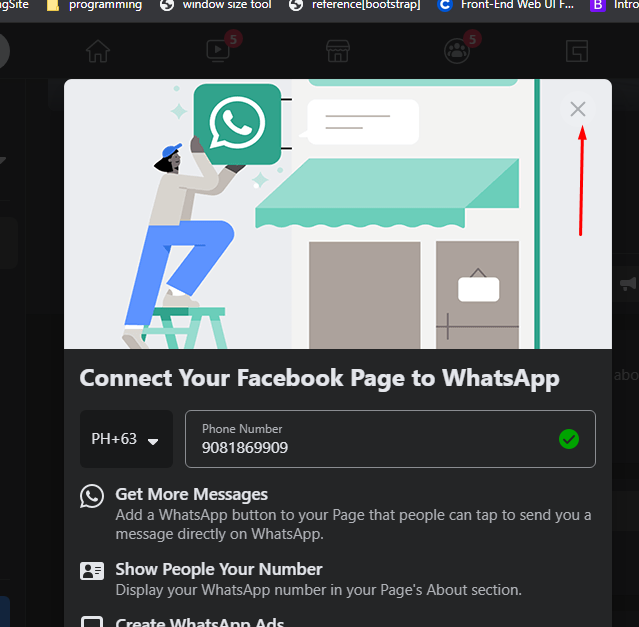 ngSite programming window size tool reference[bootstrap] Front-End Web UI F... B Intro
5 5
Connect Your Facebook Page to WhatsApp
PH+63
Phone Number
9081869909
Get More Messages
Add a WhatsApp button to your Page that people can tap to send you a
message directly on WhatsApp.
Show People Your Number
Display your WhatsApp number in your Page's About section.
Create WhatsApp Ads